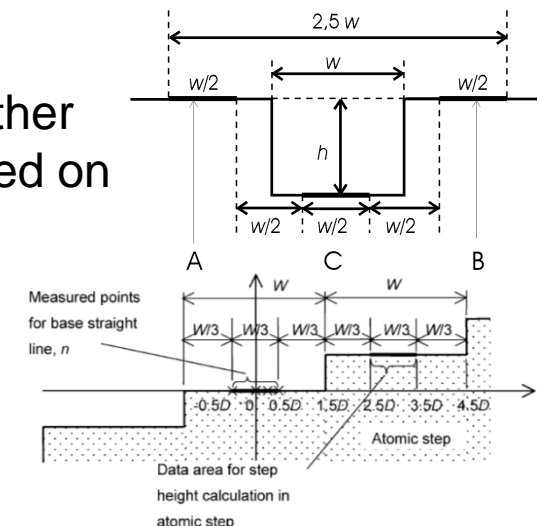 2,5 w
w
w/2 w/2
ther
ed on
h
w/2 w/2 w/2
A C B
Measured points
for base straight
line, n
W W
W/3 W/3 W/3 W/3 W/3 W/3
-0.5D 0 0.5D 1.5D 2.5D 3.5D 4.5D
Atomic step
Data area for step
height calculation in
atomic step